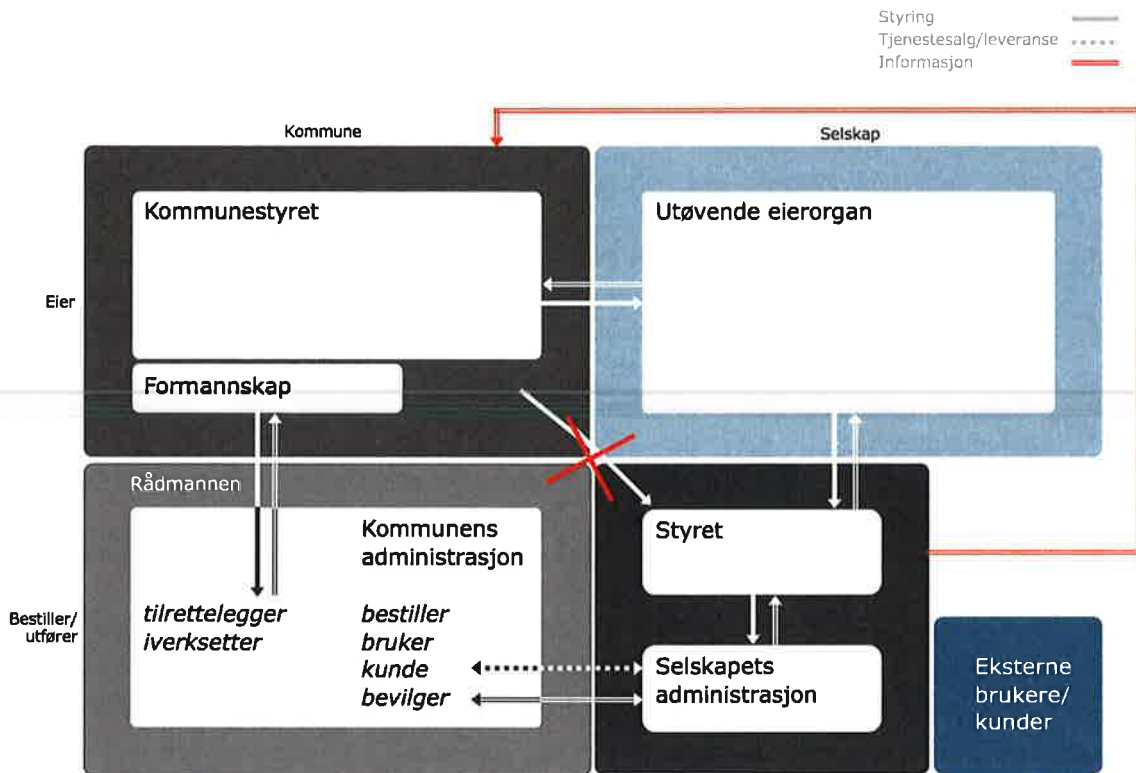 Styring
Tjenestesalg/leveranse
Informasjon
Kommune
Selskap
Kommunestyret
Utøvende eierorgan
Eier
Formannskap
Rådmannen
Kommunens
administrasjon
Styret
tilrettelegger
iverksetter
Bestiller/
utfører
bestiller
bruker
kunde
bevilger
Selskapets
administrasjon
Eksterne
brukere/
kunder